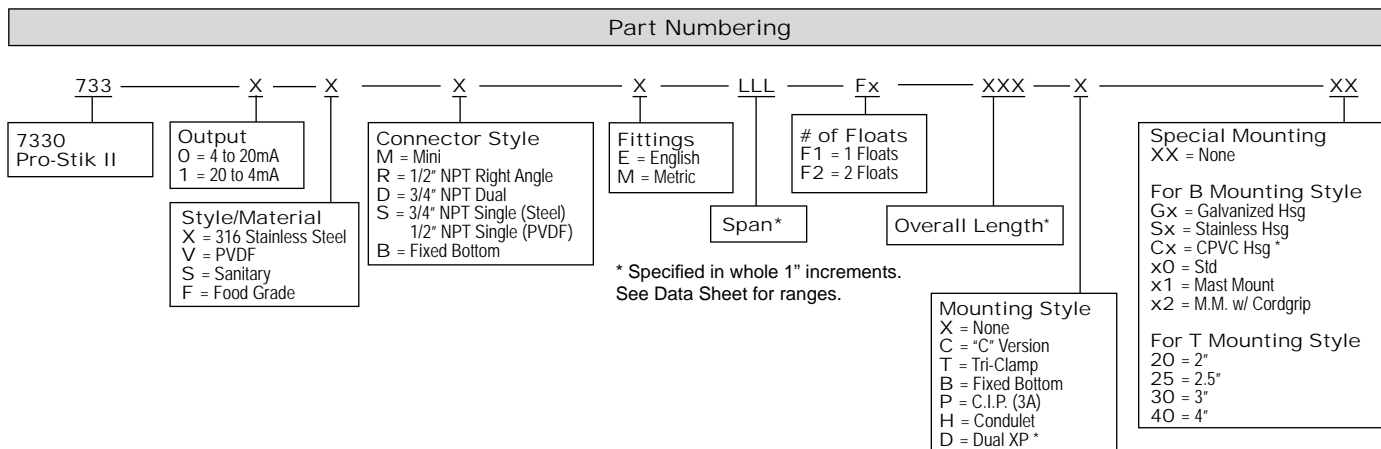 Part Numbering
733 X X X X LLL Fx XXX X XX
7330
Pro-Stik II
Output
0 = 4 to 20mA
1 = 20 to 4mA
Style/Material
X = 316 Stainless Steel
V = PVDF
S = Sanitary
F = Food Grade
Connector Style
M = Mini
R = 1/2" NPT Right Angle
D = 3/4" NPT Dual
S = 3/4" NPT Single (Steel)
1/2" NPT Single (PVDF)
B = Fixed Bottom
Fittings
E = English
M = Metric
Span*
# of Floats
F1 = 1 Floats
F2 = 2 Floats
Overall Length*
* Specified in whole 1" increments.
See Data Sheet for ranges.
Mounting Style
X = None
C = "C" Version
T = Tri-Clamp
B = Fixed Bottom
P = C.I.P. (3A)
H = Condulet
D = Dual XP *
Special Mounting
XX = None
For B Mounting Style
Gx = Galvanized Hsg
Sx = Stainless Hsg
Cx = CPVC Hsg *
x0 = Std
x1 = Mast Mount
x2 = M.M. w/ Cordgrip
For T Mounting Style
20 = 2"
25 = 2.5"
30 = 3"
40 = 4"